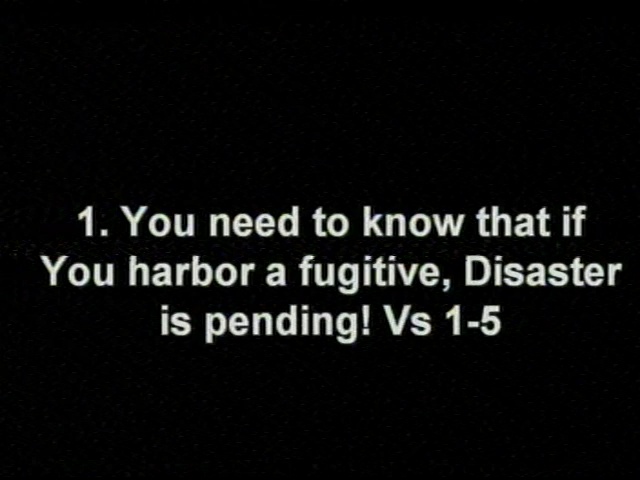 1. You need to know that if
You harbor a fugitive, Disaster
is pending! Vs 1-5